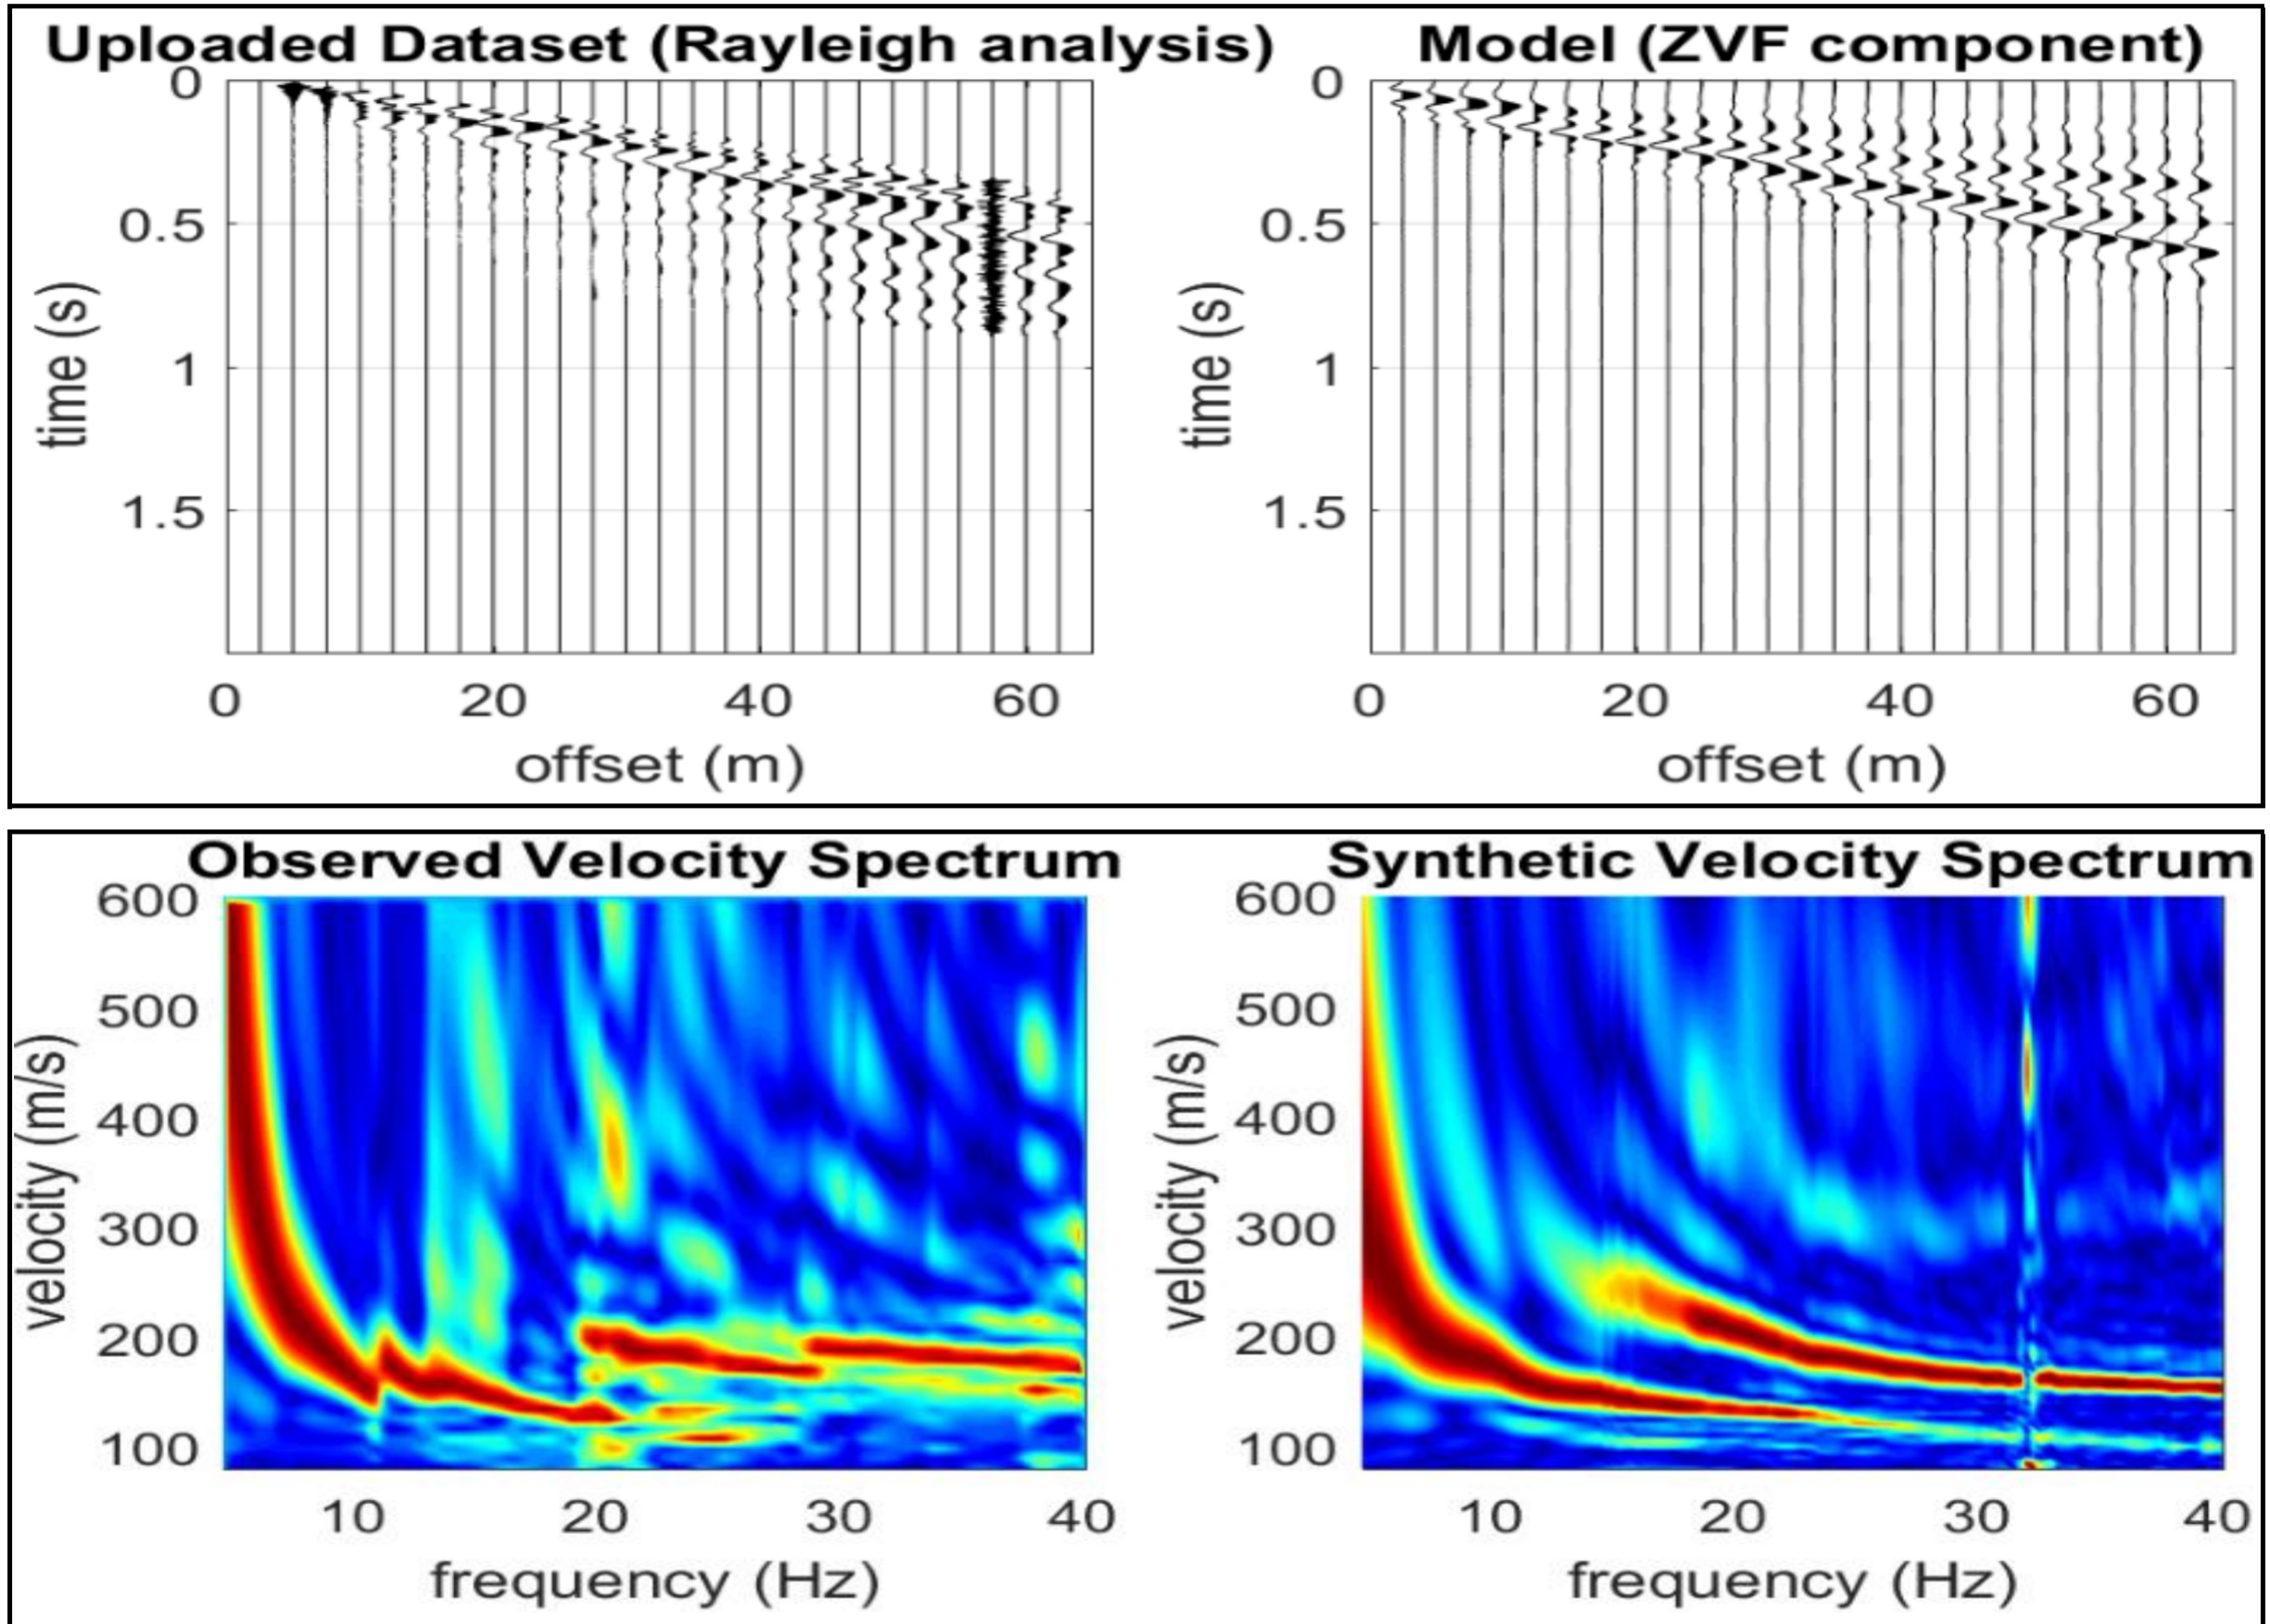 Uploaded Dataset (Rayleigh analysis)
0
0.5
1
1.5
time (s)
0 20 40 60
offset (m)
Model (ZVF component)
0
0.5
1
1.5
time (s)
0 20 40 60
offset (m)
Observed Velocity Spectrum
600
500
400
300
200
100
velocity (m/s)
10 20 30 40
frequency (Hz)
Synthetic Velocity Spectrum
600
500
400
300
200
100
velocity (m/s)
10 20 30 40
frequency (Hz)